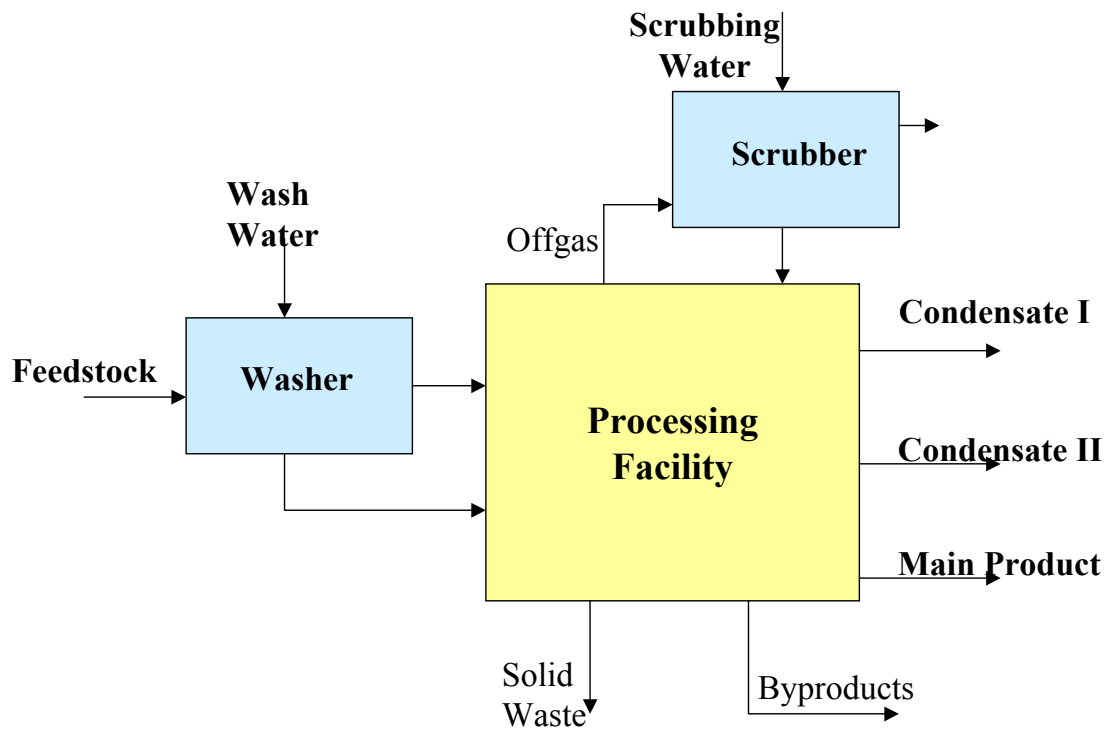 Scrubbing
Water
Scrubber
Wash
Water
Offgas
Condensate I
Feedstock
Washer
Processing
Facility
Condensate II
Main Product
Solid
Waste
Byproducts